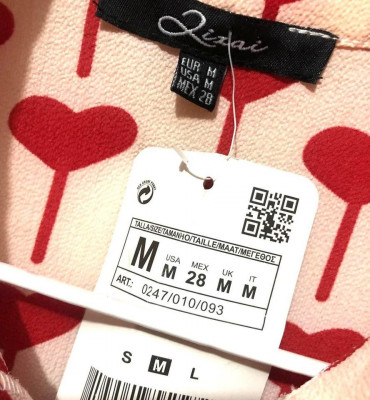 Qizai
EUR M
USA M
MEX 28
TALLA/SIZE/TAMANHO/TAILLE/MAAT/ΜΕΓΕΘΟΣ
USA MEX UK IT
M M 28 M M
ART.: 0247/010/093
S M L